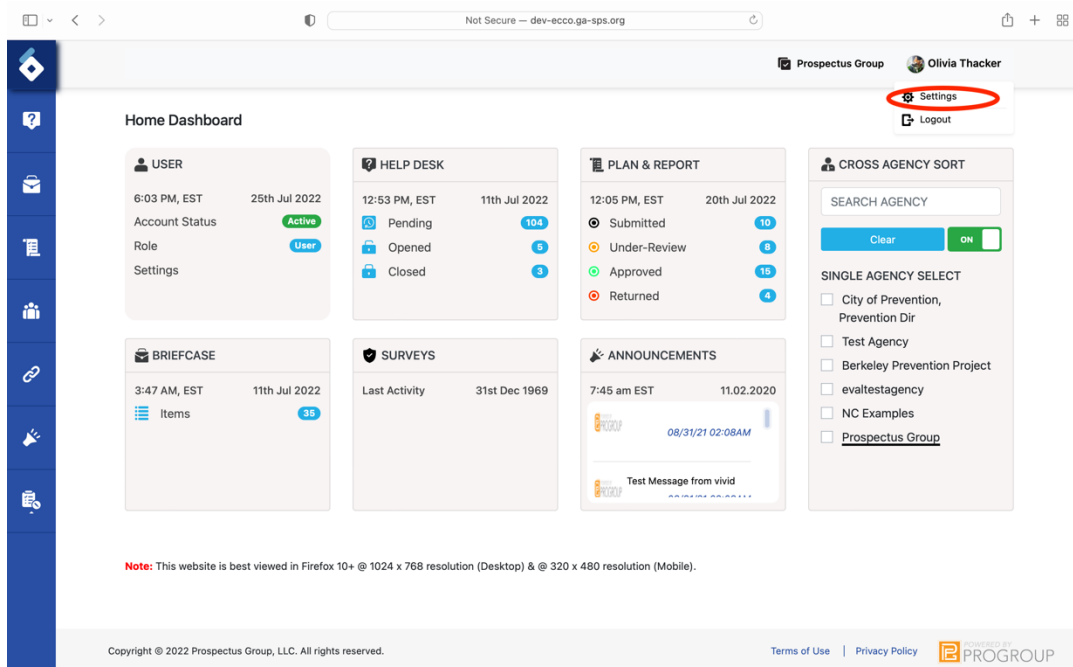 Not Secure — dev-ecco.ga-sps.org
Prospectus Group
Olivia Thacker
Settings
Logout
Home Dashboard
USER
6:03 PM, EST 25th Jul 2022
Account Status Active
Role User
Settings
HELP DESK
12:53 PM, EST 11th Jul 2022
Pending 104
Opened 5
Closed 3
PLAN & REPORT
12:05 PM, EST 20th Jul 2022
Submitted 10
Under-Review 8
Approved 15
Returned 4
CROSS AGENCY SORT
SEARCH AGENCY
Clear ON
SINGLE AGENCY SELECT
City of Prevention,
Prevention Dir
Test Agency
Berkeley Prevention Project
evaltestagency
NC Examples
Prospectus Group
BRIEFCASE
3:47 AM, EST 11th Jul 2022
Items 35
SURVEYS
Last Activity 31st Dec 1969
ANNOUNCEMENTS
7:45 am EST 11.02.2020
PROGROUP
08/31/21 02:08AM
Test Message from vivid
PROGROUP
Note: This website is best viewed in Firefox 10+ @ 1024 x 768 resolution (Desktop) & @ 320 x 480 resolution (Mobile).
Copyright © 2022 Prospectus Group, LLC. All rights reserved.
Terms of Use | Privacy Policy
POWERED BY
PROGROUP